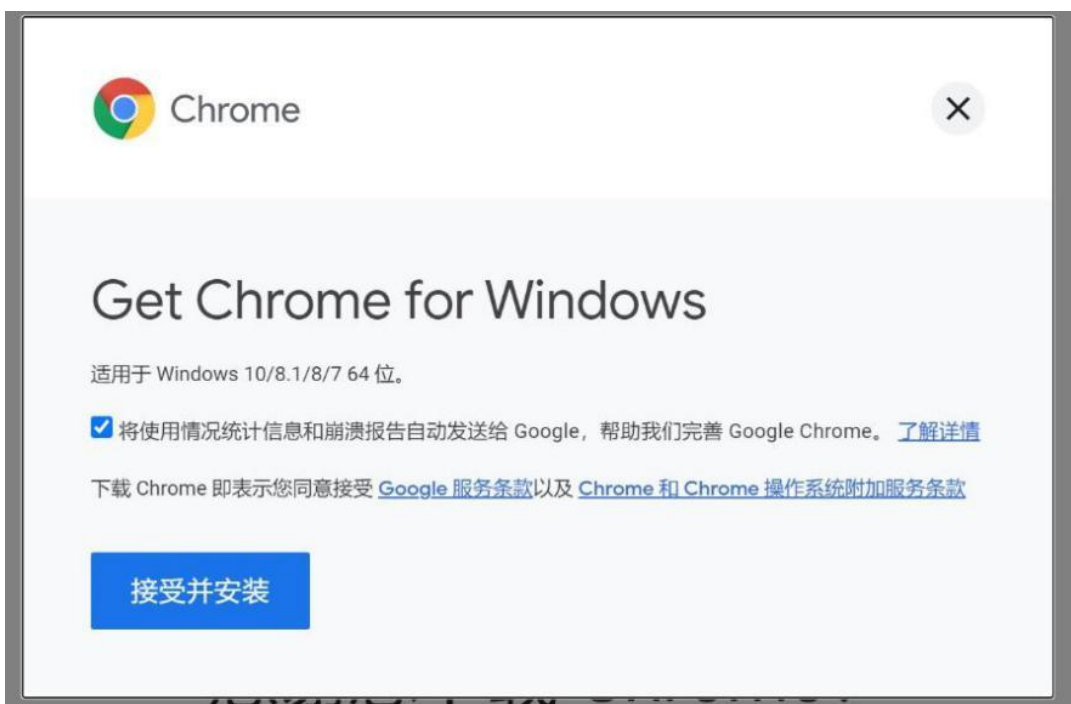 Chrome
Get Chrome for Windows
适用于 Windows 10/8.1/8/7 64 位。
将使用情况统计信息和崩溃报告自动发送给 Google，帮助我们完善 Google Chrome。 了解详情
下载 Chrome 即表示您同意接受 Google 服务条款以及 Chrome 和 Chrome 操作系统附加服务条款
接受并安装